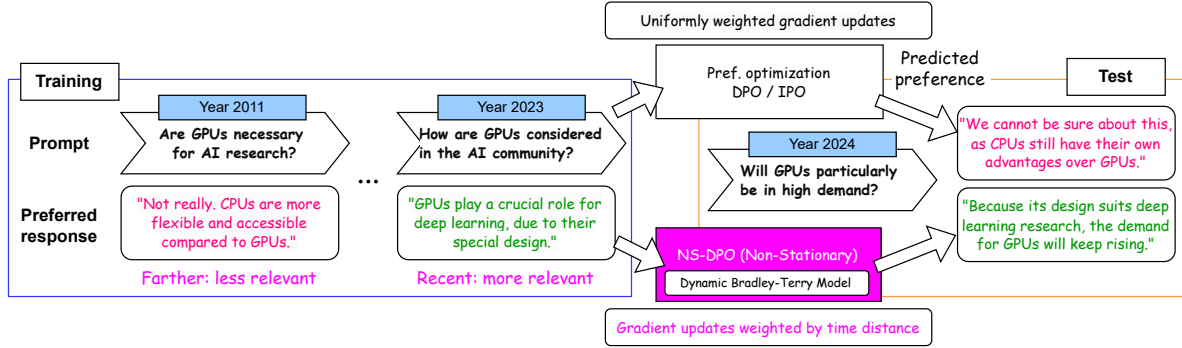 Uniformly weighted gradient updates
Training
Year 2011
Year 2023
Prompt
Are GPUs necessary
for AI research?
How are GPUs considered
in the AI community?
...
Preferred
response
"Not really. CPUs are more
flexible and accessible
compared to GPUs."
"GPUs play a crucial role for
deep learning, due to their
special design."
Farther: less relevant
Recent: more relevant
Pref. optimization
DPO / IPO
Predicted
preference
Test
Year 2024
Will GPUs particularly
be in high demand?
"We cannot be sure about this,
as CPUs still have their own
advantages over GPUs."
"Because its design suits deep
learning research, the demand
for GPUs will keep rising."
NS-DPO (Non-Stationary)
Dynamic Bradley-Terry Model
Gradient updates weighted by time distance